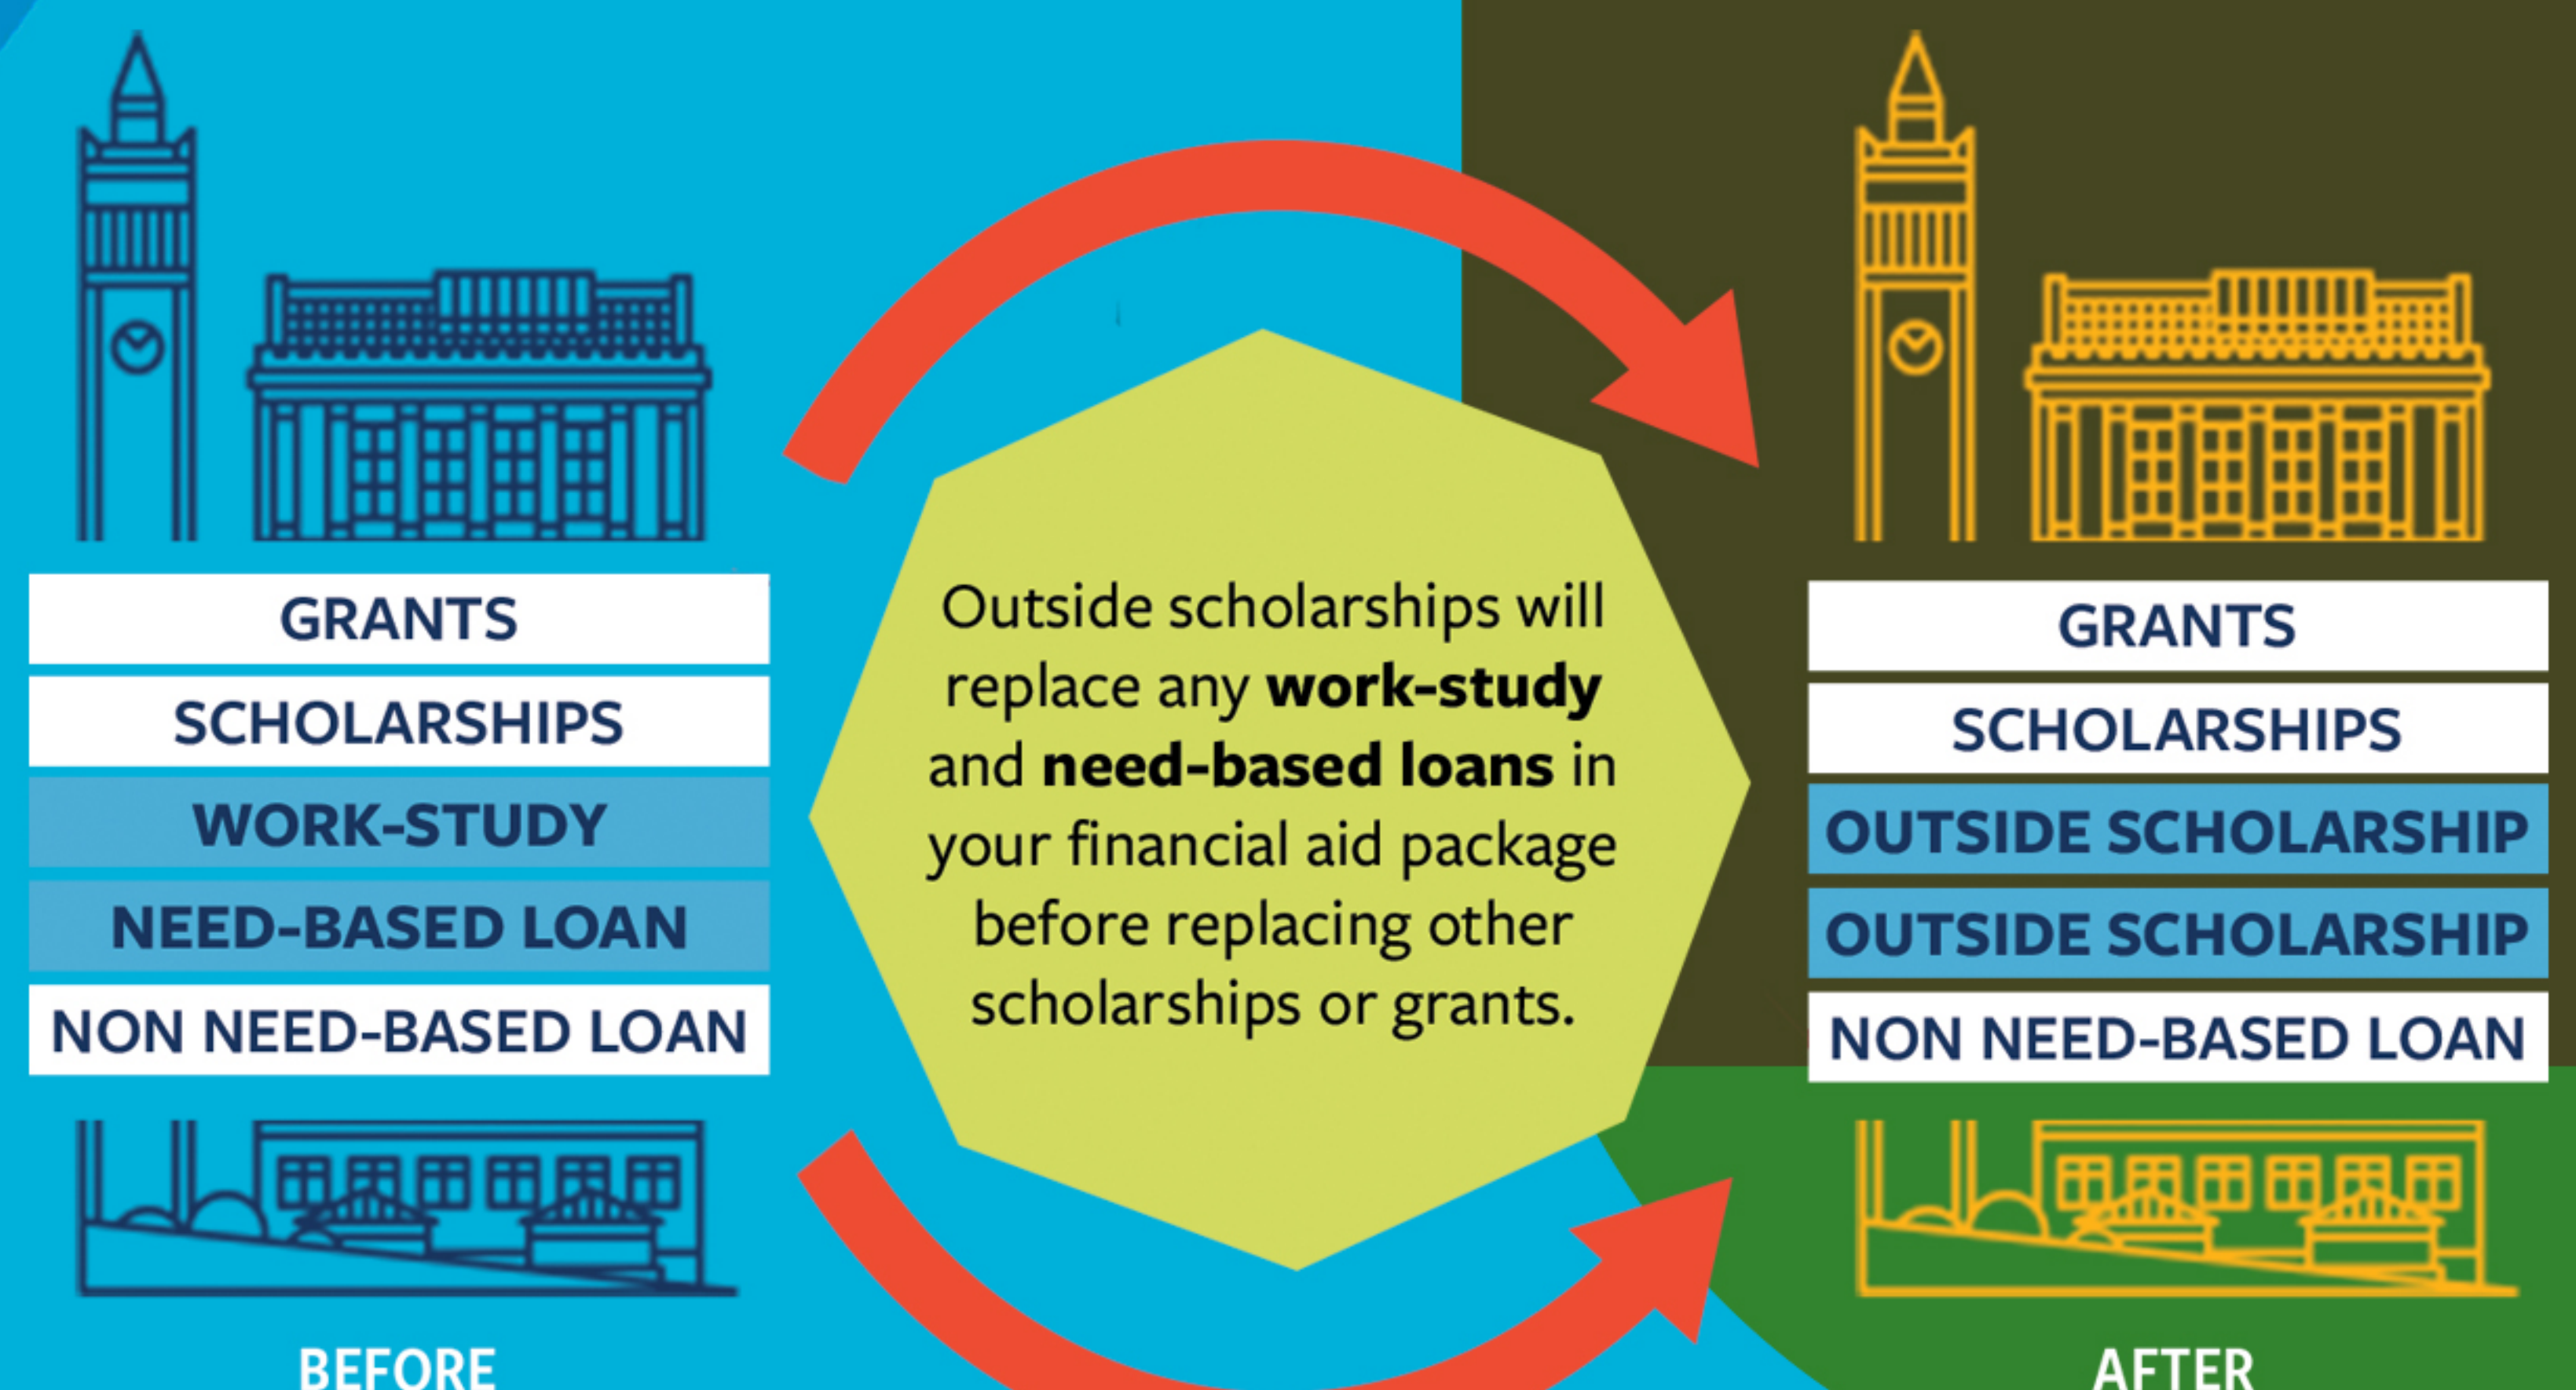 GRANTS
SCHOLARSHIPS
WORK-STUDY
NEED-BASED LOAN
NON NEED-BASED LOAN
BEFORE
Outside scholarships will
replace any work-study
and need-based loans in
your financial aid package
before replacing other
scholarships or grants.
GRANTS
SCHOLARSHIPS
OUTSIDE SCHOLARSHIP
OUTSIDE SCHOLARSHIP
NON NEED-BASED LOAN
AFTER